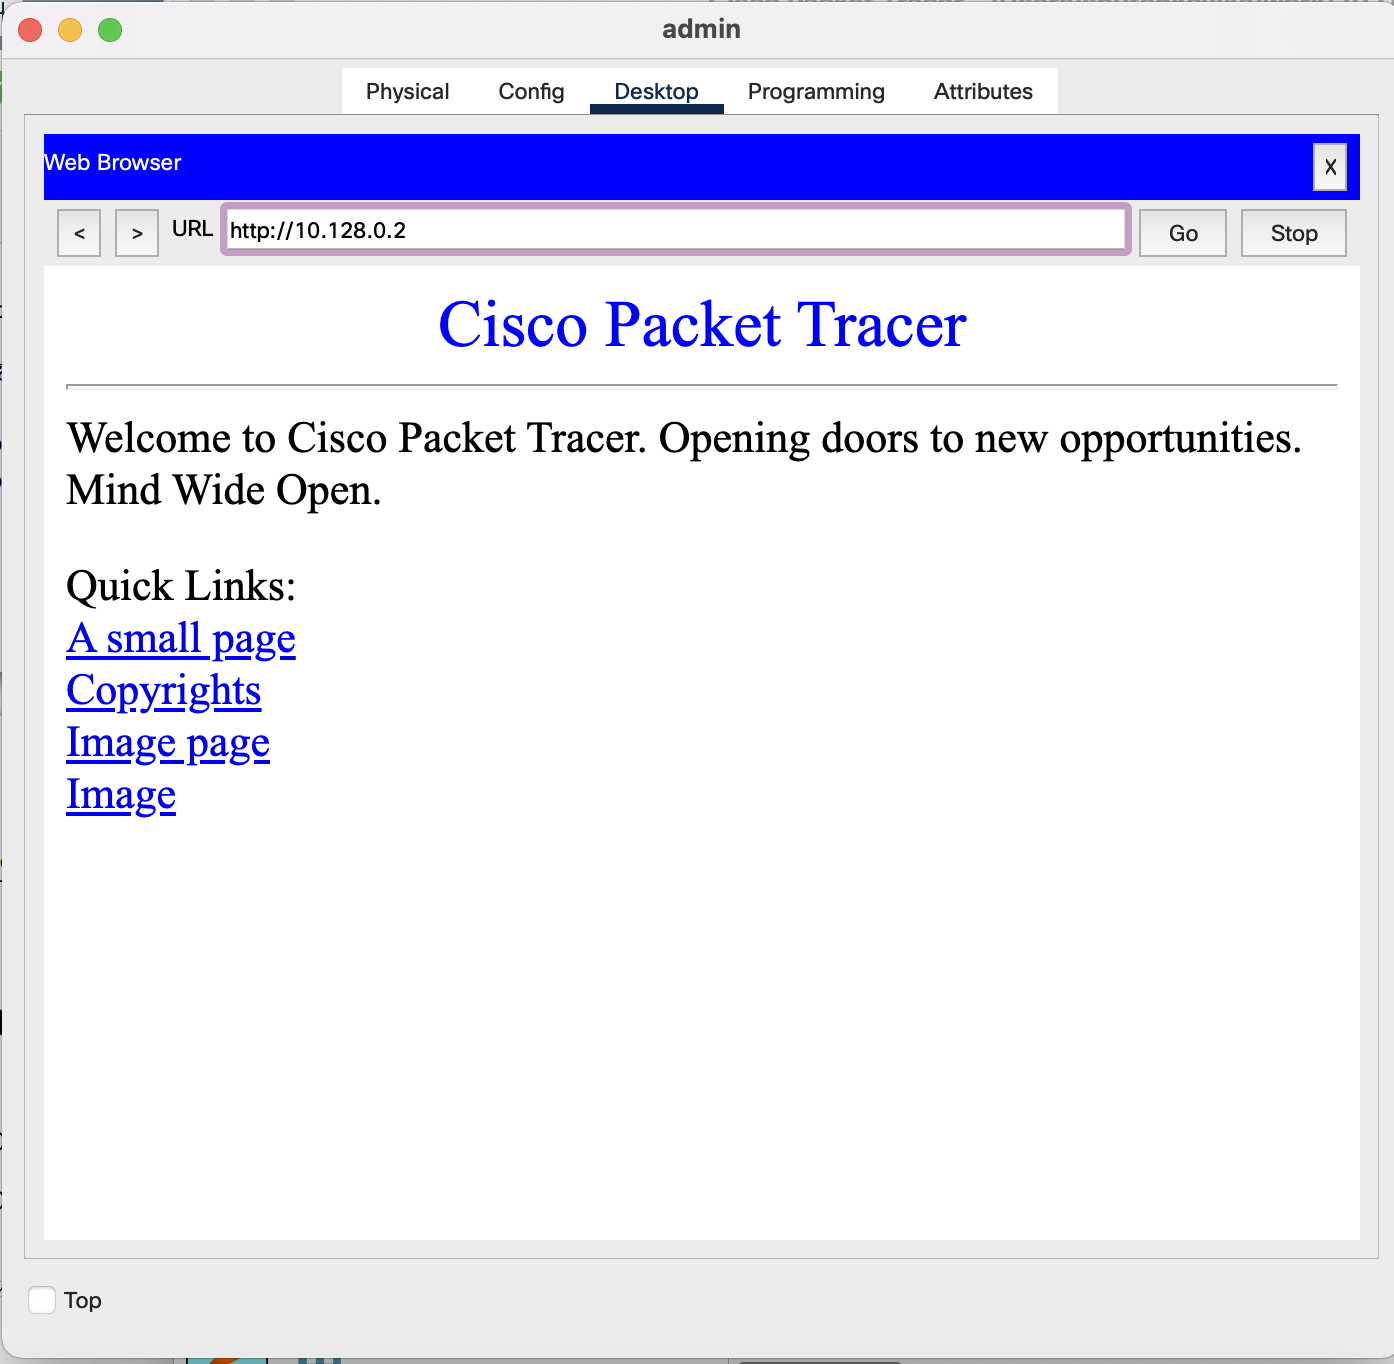 admin
Physical Config Desktop Programming Attributes
Web Browser
X
< > URL http://10.128.0.2 Go Stop
Cisco Packet Tracer
Welcome to Cisco Packet Tracer. Opening doors to new opportunities.
Mind Wide Open.
Quick Links:
A small page
Copyrights
Image page
Image
Top